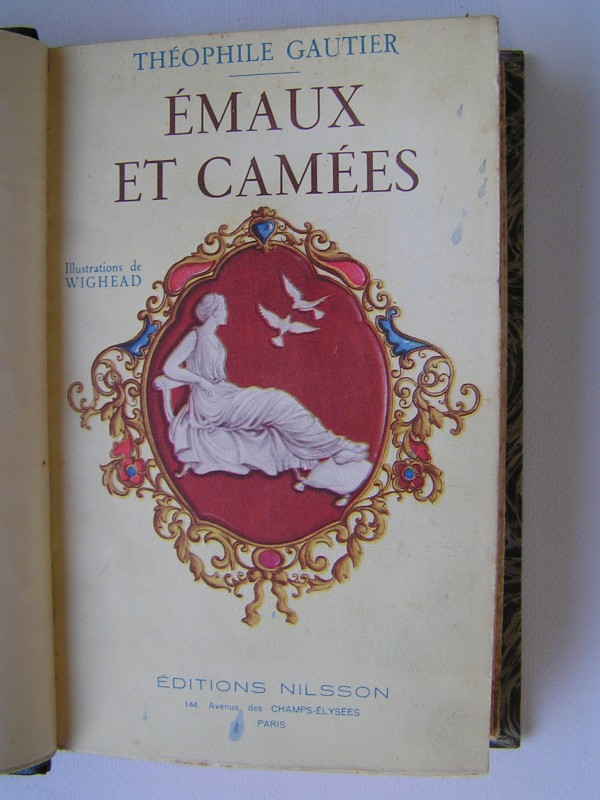 THÉOPHILE GAUTIER
ÉMAUX
ET CAMÉES
Illustrations de
WIGHEAD
ÉDITIONS NILSSON
144, Avenue des CHAMPS-ÉLYSÉES
PARIS